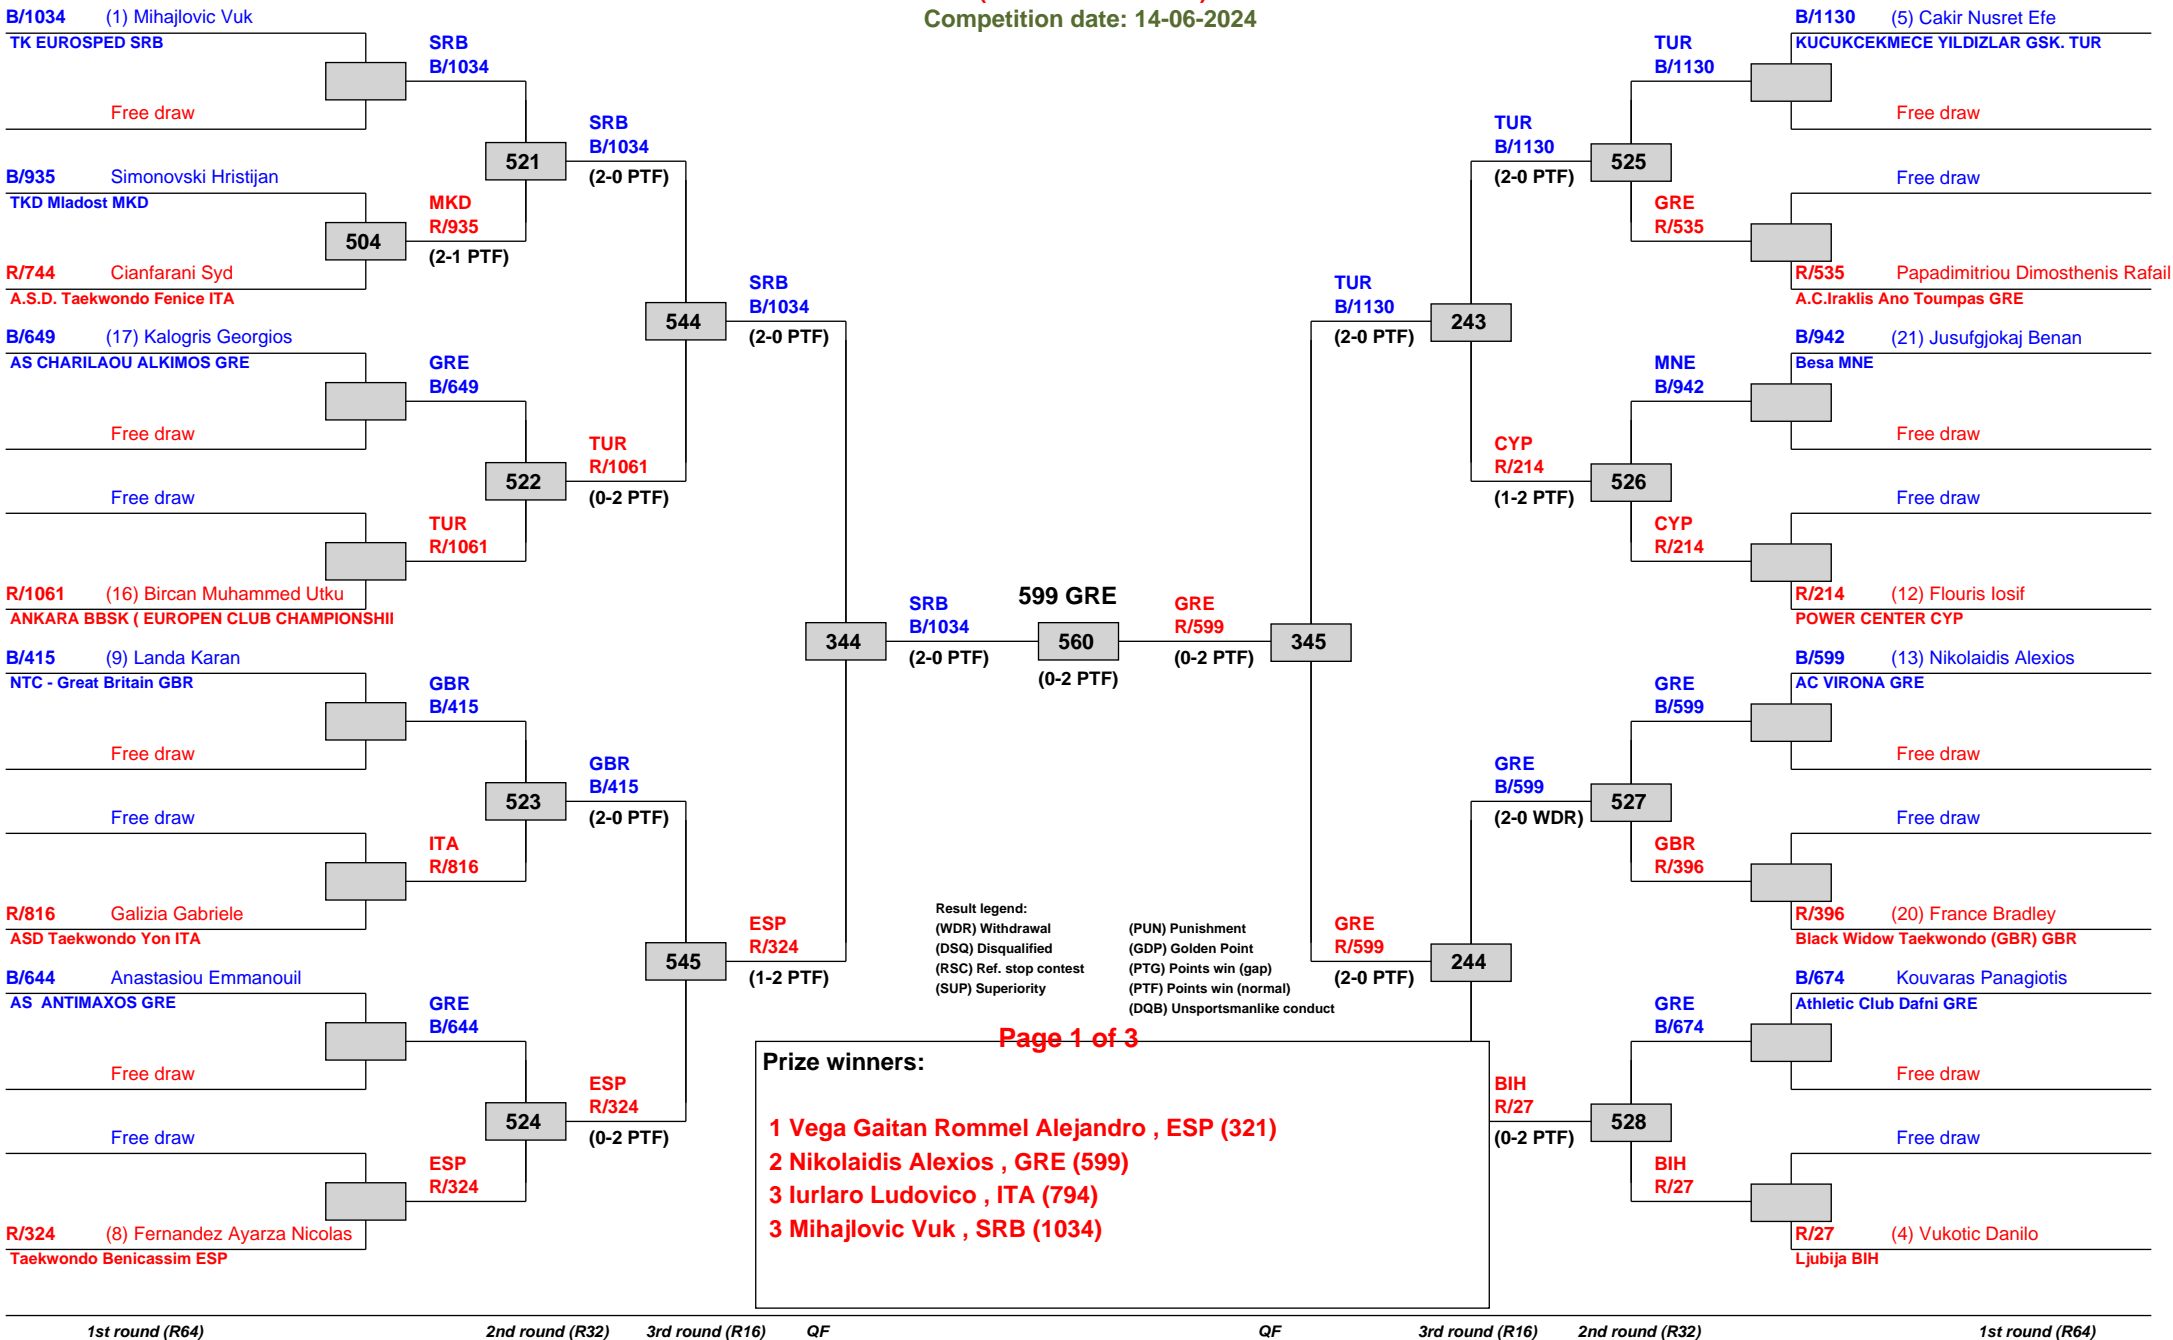 Competition date: 14-06-2024
B/1034 (1) Mihajlovic Vuk
TK EUROSPED SRB
Free draw
B/935 Simonovski Hristijan
TKD Mladost MKD
R/744 Cianfarani Syd
A.S.D. Taekwondo Fenice ITA
B/649 (17) Kalogris Georgios
AS CHARILAOU ALKIMOS GRE
Free draw
Free draw
R/1061 (16) Bircan Muhammed Utku
ANKARA BBSK ( EUROPEN CLUB CHAMPIONSHII
B/415 (9) Landa Karan
NTC - Great Britain GBR
Free draw
Free draw
R/816 Galizia Gabriele
ASD Taekwondo Yon ITA
B/644 Anastasiou Emmanouil
AS ANTIMAXOS GRE
Free draw
Free draw
R/324 (8) Fernandez Ayarza Nicolas
Taekwondo Benicassim ESP
SRB
B/1034
504
MKD
R/935
(2-1 PTF)
GRE
B/649
TUR
R/1061
GBR
B/415
ITA
R/816
GRE
B/644
ESP
R/324
521
SRB
B/1034
(2-0 PTF)
522
TUR
R/1061
(0-2 PTF)
523
GBR
B/415
(2-0 PTF)
524
ESP
R/324
(0-2 PTF)
544
SRB
B/1034
(2-0 PTF)
545
ESP
R/324
(1-2 PTF)
344
SRB
B/1034
(2-0 PTF)
599 GRE
560
(0-2 PTF)
GRE
R/599
(0-2 PTF)
345
TUR
B/1130
(2-0 PTF)
243
GRE
R/599
(2-0 PTF)
244
TUR
B/1130
(2-0 PTF)
525
CYP
R/214
(1-2 PTF)
526
GRE
B/599
(2-0 WDR)
527
BIH
R/27
(0-2 PTF)
528
TUR
B/1130
GRE
R/535
MNE
B/942
CYP
R/214
GRE
B/599
GBR
R/396
GRE
B/674
BIH
R/27
B/1130 (5) Cakir Nusret Efe
KUCUKCEKMECE YILDIZLAR GSK. TUR
Free draw
Free draw
R/535 Papadimitriou Dimosthenis Rafail
A.C.Iraklis Ano Toumpas GRE
B/942 (21) Jusufgjokaj Benan
Besa MNE
Free draw
Free draw
R/214 (12) Flouris Iosif
POWER CENTER CYP
B/599 (13) Nikolaidis Alexios
AC VIRONA GRE
Free draw
Free draw
R/396 (20) France Bradley
Black Widow Taekwondo (GBR) GBR
B/674 Kouvaras Panagiotis
Athletic Club Dafni GRE
Free draw
Free draw
R/27 (4) Vukotic Danilo
Ljubija BIH
Result legend:
(WDR) Withdrawal (PUN) Punishment
(DSQ) Disqualified (GDP) Golden Point
(RSC) Ref. stop contest (PTG) Points win (gap)
(SUP) Superiority (PTF) Points win (normal)
(DQB) Unsportsmanlike conduct
Page 1 of 3
Prize winners:
1 Vega Gaitan Rommel Alejandro , ESP (321)
2 Nikolaidis Alexios , GRE (599)
3 Iurlaro Ludovico , ITA (794)
3 Mihajlovic Vuk , SRB (1034)
1st round (R64) 2nd round (R32) 3rd round (R16) QF QF 3rd round (R16) 2nd round (R32) 1st round (R64)